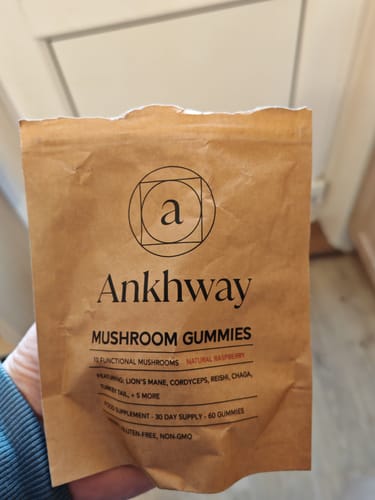 a
Ankhway
MUSHROOM GUMMIES
10 FUNCTIONAL MUSHROOMS NATURAL RASPBERRY
FEATURING: LION'S MANE, CORDYCEPS, REISHI, CHAGA,
TURKEY TAIL, + 5 MORE
FOOD SUPPLEMENT - 30 DAY SUPPLY - 60 GUMMIES
GLUTEN-FREE, NON-GMO